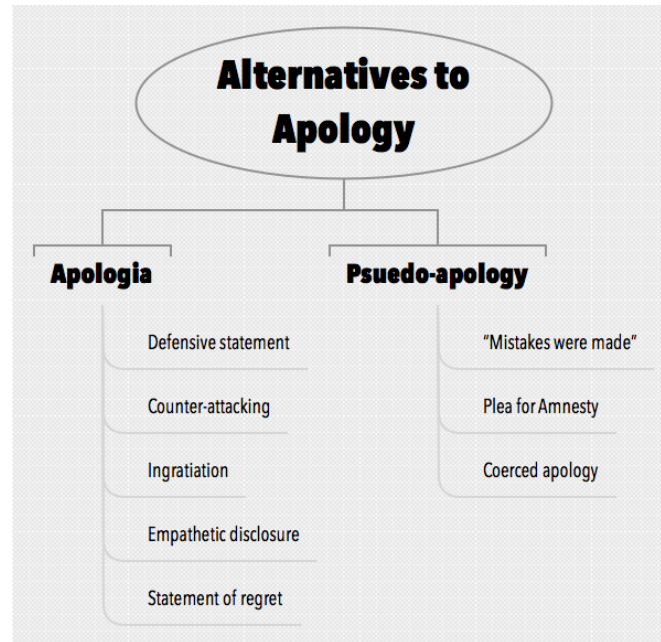 Alternatives to
Apology
Apologia
Psuedo-apology
Defensive statement
Counter-attacking
Ingratiation
Empathetic disclosure
Statement of regret
“Mistakes were made”
Plea for Amnesty
Coerced apology